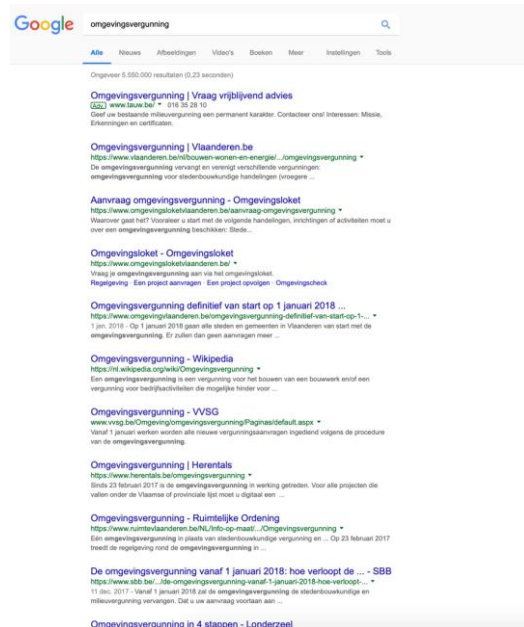 Google
omgevingsvergunning
Alle Nieuws Afbeeldingen Video's Boeken Meer Instellingen Tools
Ongeveer 5.550.000 resultaten (0,23 seconden)
Omgevingsvergunning | Vraag vrijblijvend advies
Adv. www.tauw.be/ 016 35 28 10
Geef uw bestaande milieuvergunning een permanent karakter. Contacteer ons! Interessen: Missie,
Erkenningen en certificaten.
Omgevingsvergunning | Vlaanderen.be
https://www.vlaanderen.be/nl/bouwen-wonen-en-energie/.../omgevingsvergunning
De omgevingsvergunning vervangt en verenigt verschillende vergunningen:
omgevingsvergunning voor stedenbouwkundige handelingen (vroegere ...
Aanvraag omgevingsvergunning - Omgevingsloket
https://www.omgevingsloketvlaanderen.be/aanvraag-omgevingsvergunning
Waarover gaat het? Vooraleer u start met de volgende handelingen, inrichtingen of activiteiten moet u
over een omgevingsvergunning beschikken: Stede...
Omgevingsloket - Omgevingsloket
https://www.omgevingsloketvlaanderen.be/
Vraag je omgevingsvergunning aan via het omgevingsloket.
Regelgeving · Een project aanvragen · Een project opvolgen · Omgevingscheck
Omgevingsvergunning definitief van start op 1 januari 2018 ...
https://www.omgevingvlaanderen.be/omgevingsvergunning-definitief-van-start-op-1-...
1 jan. 2018 - Op 1 januari 2018 gaan alle steden en gemeenten in Vlaanderen van start met de
omgevingsvergunning. Er zullen dan geen aanvragen meer ...
Omgevingsvergunning - Wikipedia
https://nl.wikipedia.org/wiki/Omgevingsvergunning
Een omgevingsvergunning is een vergunning voor het bouwen van een bouwwerk en/of een
vergunning voor bedrijfsactiviteiten die mogelijke hinder voor ...
Omgevingsvergunning - VVSG
www.vvsg.be/Omgeving/omgevingsvergunning/Paginas/default.aspx
Vanaf 1 januari werken worden alle nieuwe vergunningsaanvragen ingediend volgens de procedure
van de omgevingsvergunning.
Omgevingsvergunning | Herentals
https://www.herentals.be/omgevingsvergunning
Sinds 23 februari 2017 is de omgevingsvergunning in werking getreden. Voor alle projecten die
vallen onder de Vlaamse of provinciale lijst moet u digitaal een ...
Omgevingsvergunning - Ruimtelijke Ordening
https://www.ruimtevlaanderen.be/NL/Info-op-maat/.../Omgevingsvergunning
Eén omgevingsvergunning in plaats van stedenbouwkundige vergunning en ... Op 23 februari 2017
treedt de regelgeving rond de omgevingsvergunning in ...
De omgevingsvergunning vanaf 1 januari 2018: hoe verloopt de ... - SBB
https://www.sbb.be/.../de-omgevingsvergunning-vanaf-1-januari-2018-hoe-verloopt-...
11 dec. 2017 - Vanaf 1 januari 2018 zal de omgevingsvergunning de stedenbouwkundige en
milieuvergunning vervangen. Dat u uw aanvraag voortaan aan ...
Omgevingsvergunning in 4 stappen - Londerzeel